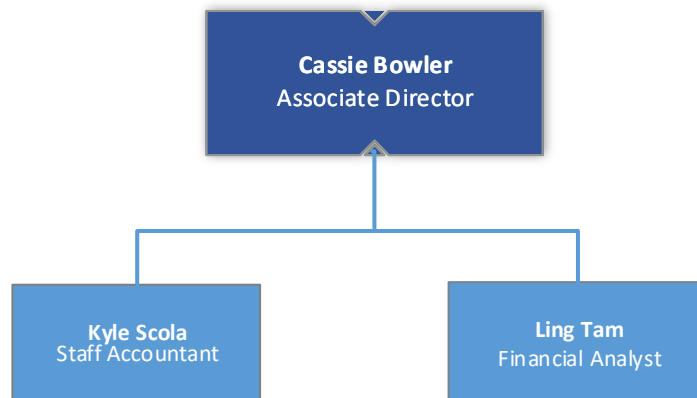 Cassie Bowler
Associate Director
Kyle Scola
Staff Accountant
Ling Tam
Financial Analyst